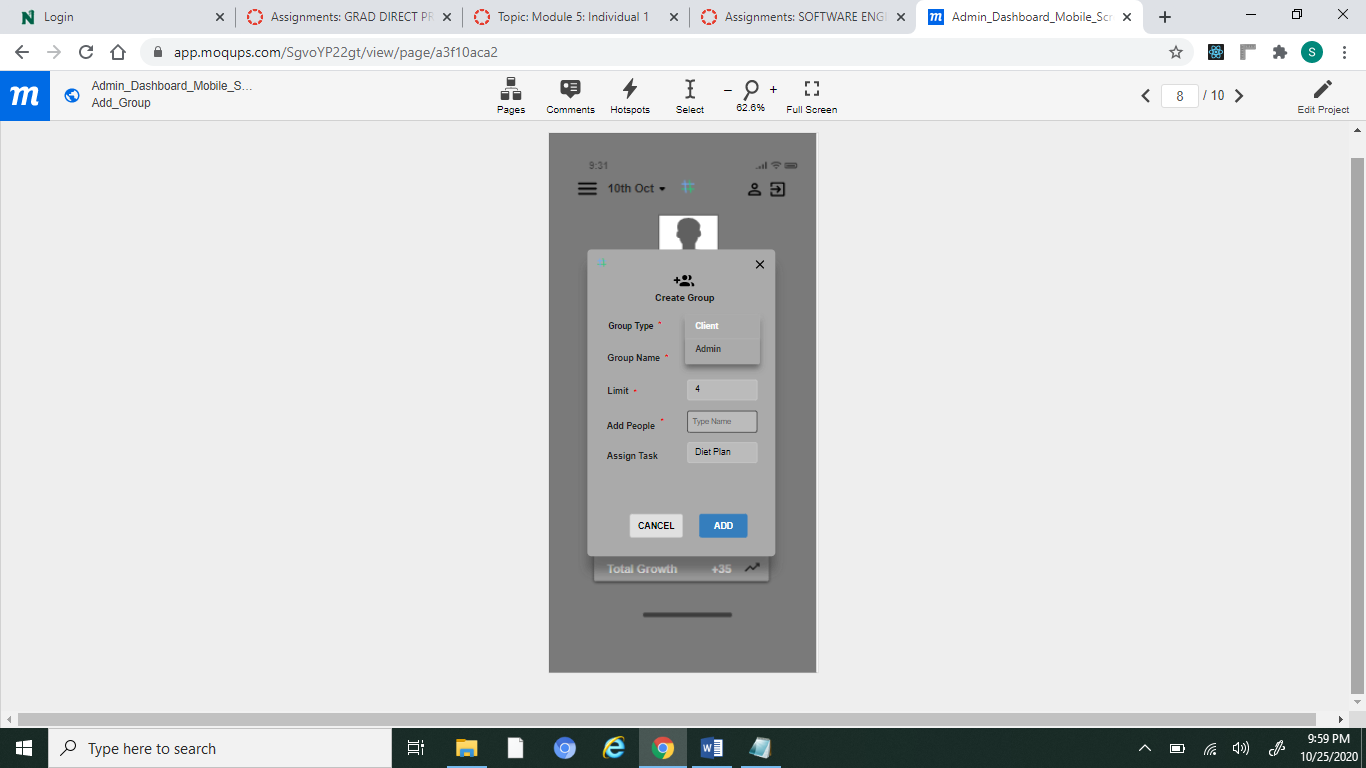 Login
Assignments: GRAD DIRECT PR
Topic: Module 5: Individual 1
Assignments: SOFTWARE ENG
Admin_Dashboard_Mobile_Scr
app.moqups.com/SgvoYP22gt/view/page/a3f10aca2
S
m
Admin_Dashboard_Mobile_S...
Add_Group
Pages
Comments
Hotspots
Select
62.6%
Full Screen
8 / 10
Edit Project
9:31
10th Oct
Create Group
Group Type *
Client
Admin
Group Name *
Limit *
4
Add People *
Type Name
Assign Task
Diet Plan
CANCEL
ADD
Total Growth +35
Type here to search
9:59 PM
10/25/2020